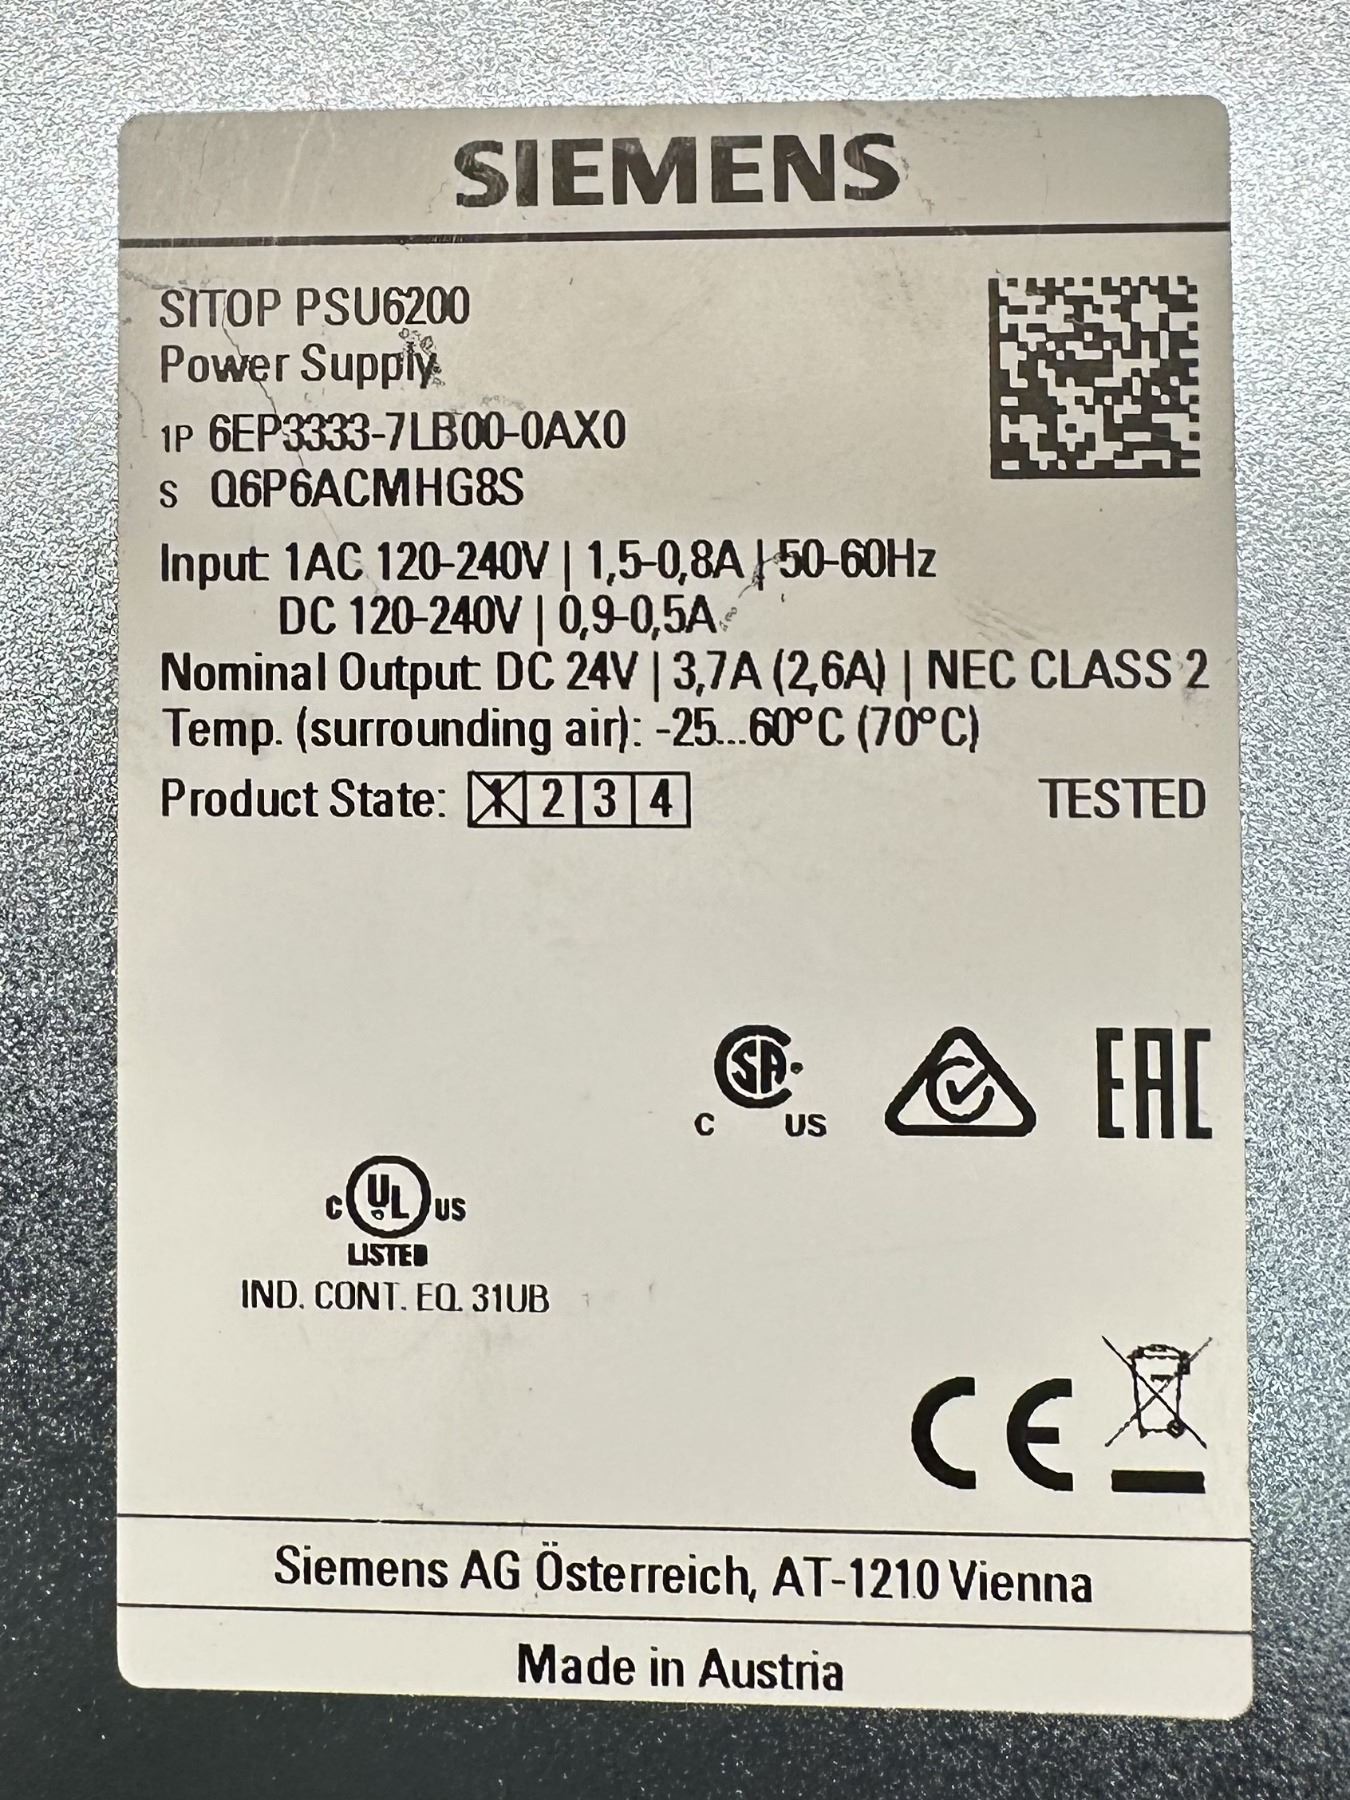 SIEMENS
SITOP PSU6200
Power Supply
1P 6EP3333-7LB00-0AX0
S Q6P6ACMHG8S
Input: 1AC 120-240V | 1,5-0,8A | 50-60Hz
DC 120-240V | 0,9-0,5A
Nominal Output: DC 24V | 3,7A (2,6A) | NEC CLASS 2
Temp. (surrounding air): -25...60°C (70°C)
Product State: 1 2 3 4 TESTED
C SA US EAC
C UL US
LISTED
IND. CONT. EQ. 31UB
CE
Siemens AG Österreich, AT-1210 Vienna
Made in Austria